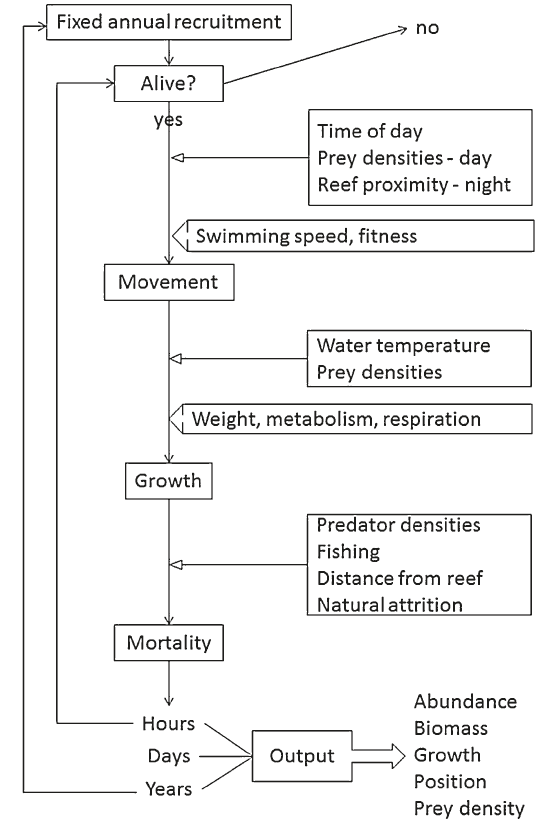 Fixed annual recruitment
no
Alive?
yes
Time of day
Prey densities - day
Reef proximity - night
Swimming speed, fitness
Movement
Water temperature
Prey densities
Weight, metabolism, respiration
Growth
Predator densities
Fishing
Distance from reef
Natural attrition
Mortality
Hours
Days
Years
Output
Abundance
Biomass
Growth
Position
Prey density